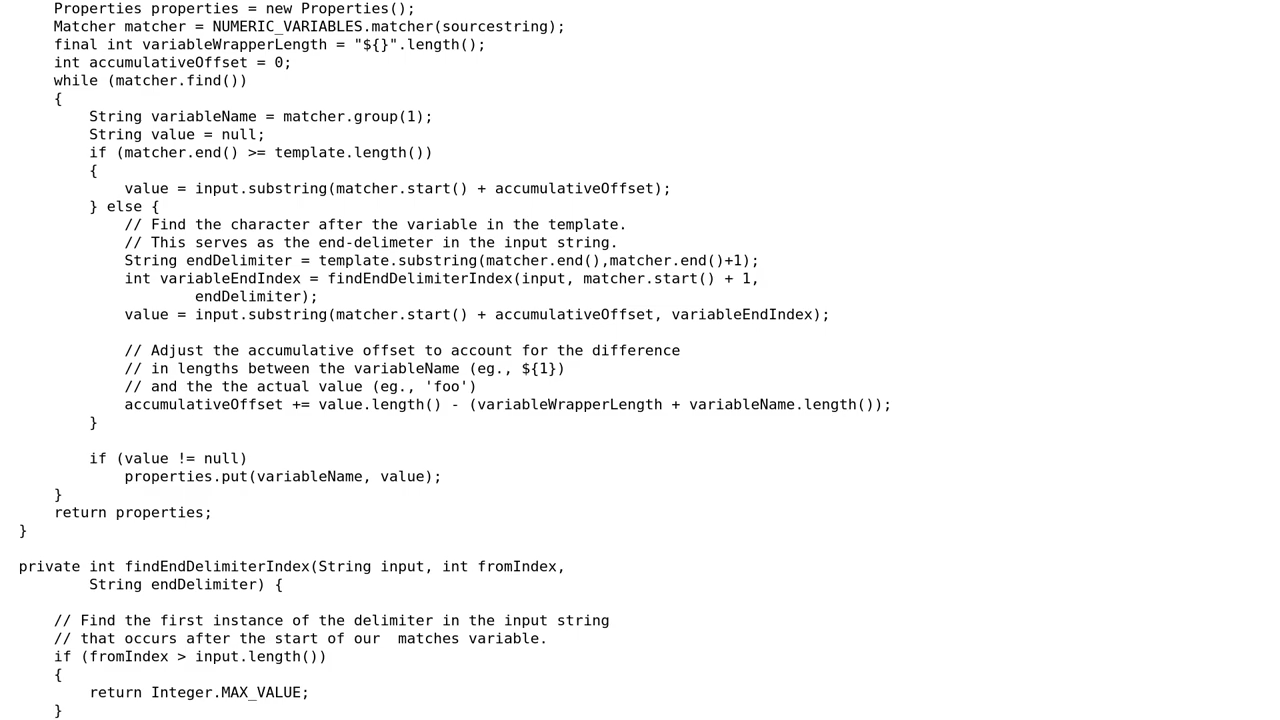 Properties properties = new Properties();
Matcher matcher = NUMERIC_VARIABLES.matcher(sourcestring);
final int variableWrapperLength = "${}".length();
int accumulativeOffset = 0;
while (matcher.find())
{
String variableName = matcher.group(1);
String value = null;
if (matcher.end() >= template.length())
{
value = input.substring(matcher.start() + accumulativeOffset);
} else {
// Find the character after the variable in the template.
// This serves as the end-delimeter in the input string.
String endDelimiter = template.substring(matcher.end(),matcher.end()+1);
int variableEndIndex = findEndDelimiterIndex(input, matcher.start() + 1,
endDelimiter);
value = input.substring(matcher.start() + accumulativeOffset, variableEndIndex);
// Adjust the accumulative offset to account for the difference
// in lengths between the variableName (eg., ${1})
// and the the actual value (eg., 'foo')
accumulativeOffset += value.length() - (variableWrapperLength + variableName.length());
}
if (value != null)
properties.put(variableName, value);
}
return properties;
}
private int findEndDelimiterIndex(String input, int fromIndex,
String endDelimiter) {
// Find the first instance of the delimiter in the input string
// that occurs after the start of our  matches variable.
if (fromIndex > input.length())
{
return Integer.MAX_VALUE;
}